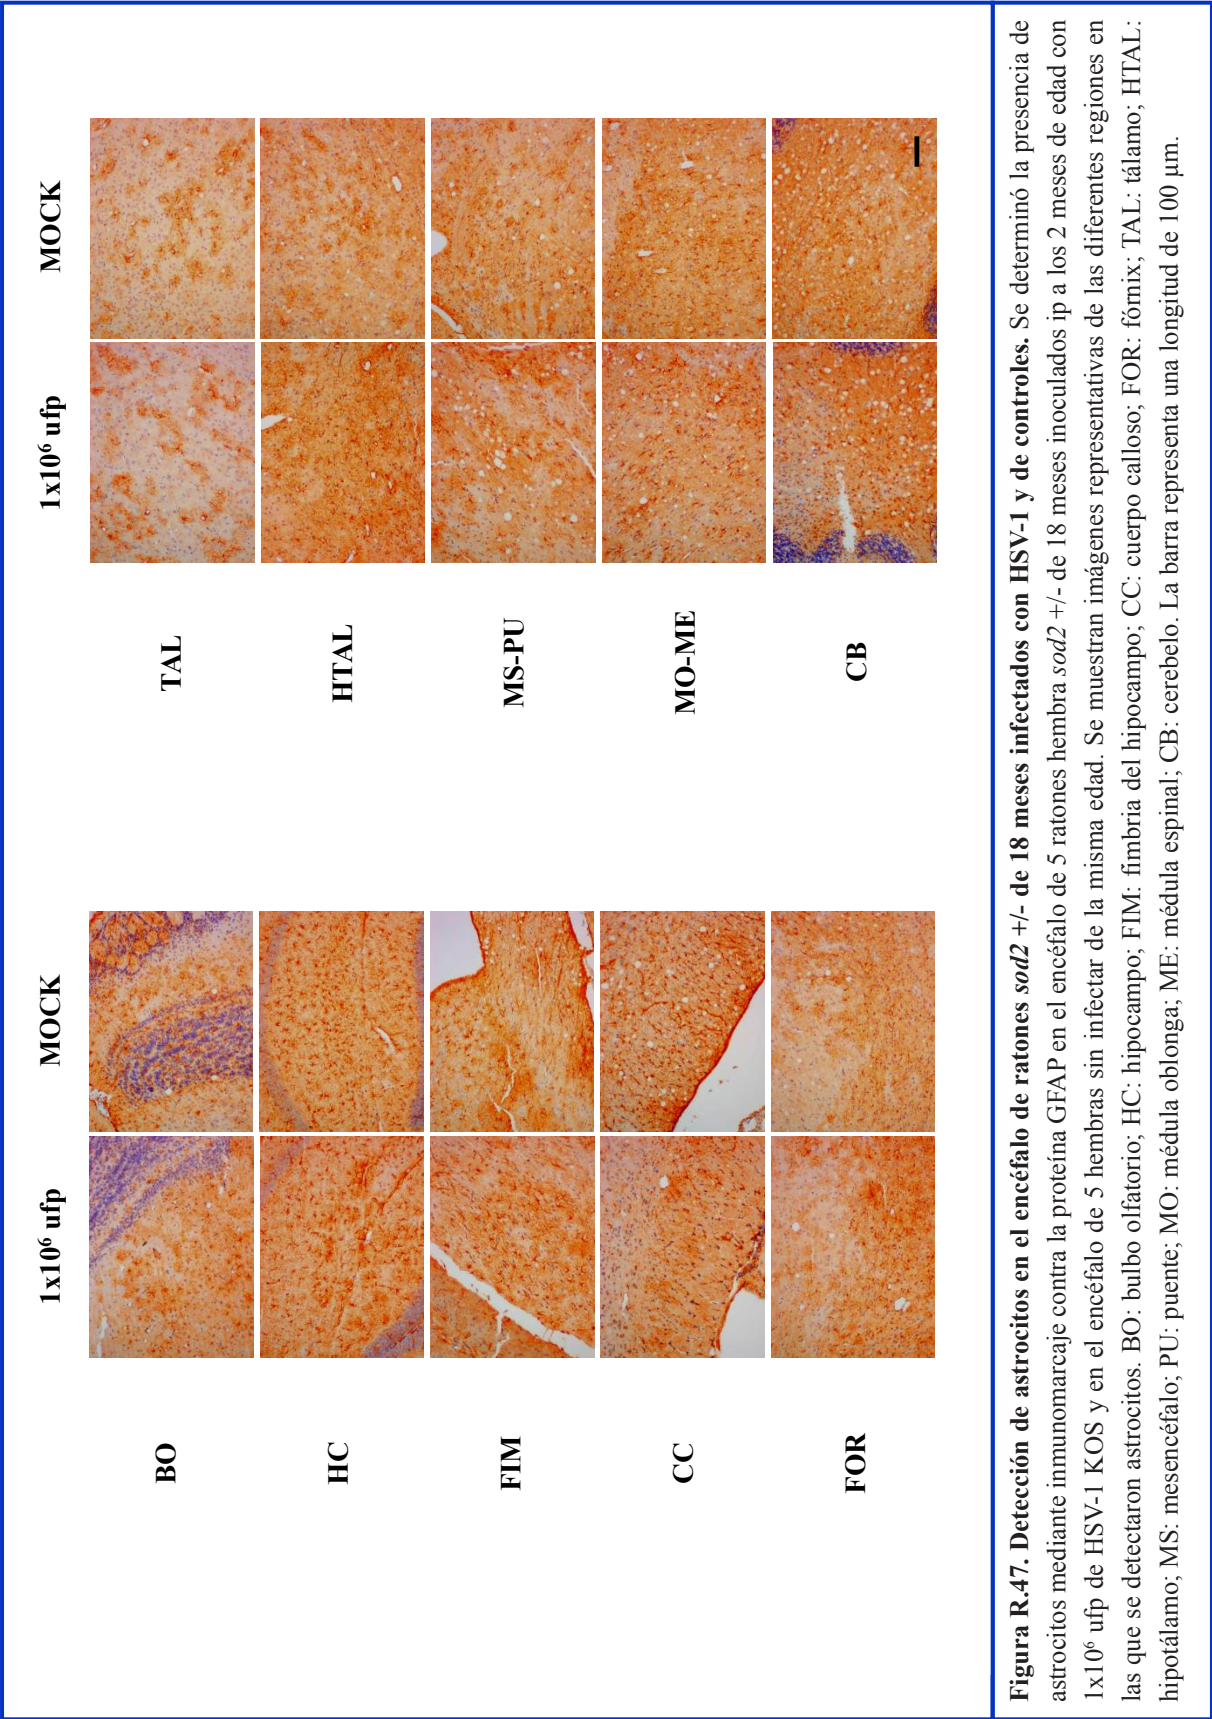 1x10⁶ ufp
MOCK
1x10⁶ ufp
MOCK
BO
HC
FIM
CC
FOR
TAL
HTAL
MS-PU
MO-ME
CB
Figura R.47. Detección de astrocitos en el encéfalo de ratones sod2 +/- de 18 meses infectados con HSV-1 y de controles. Se determinó la presencia de
astrocitos mediante inmunomarcaje contra la proteína GFAP en el encéfalo de 5 ratones hembra sod2 +/- de 18 meses inoculados ip a los 2 meses de edad con
1x10⁶ ufp de HSV-1 KOS y en el encéfalo de 5 hembras sin infectar de la misma edad. Se muestran imágenes representativas de las diferentes regiones en
las que se detectaron astrocitos. BO: bulbo olfatorio; HC: hipocampo; FIM: fimbria del hipocampo; CC: cuerpo calloso; FOR: fórnix; TAL: tálamo; HTAL:
hipotálamo; MS: mesencéfalo; PU: puente; MO: médula oblonga; ME: médula espinal; CB: cerebelo. La barra representa una longitud de 100 µm.